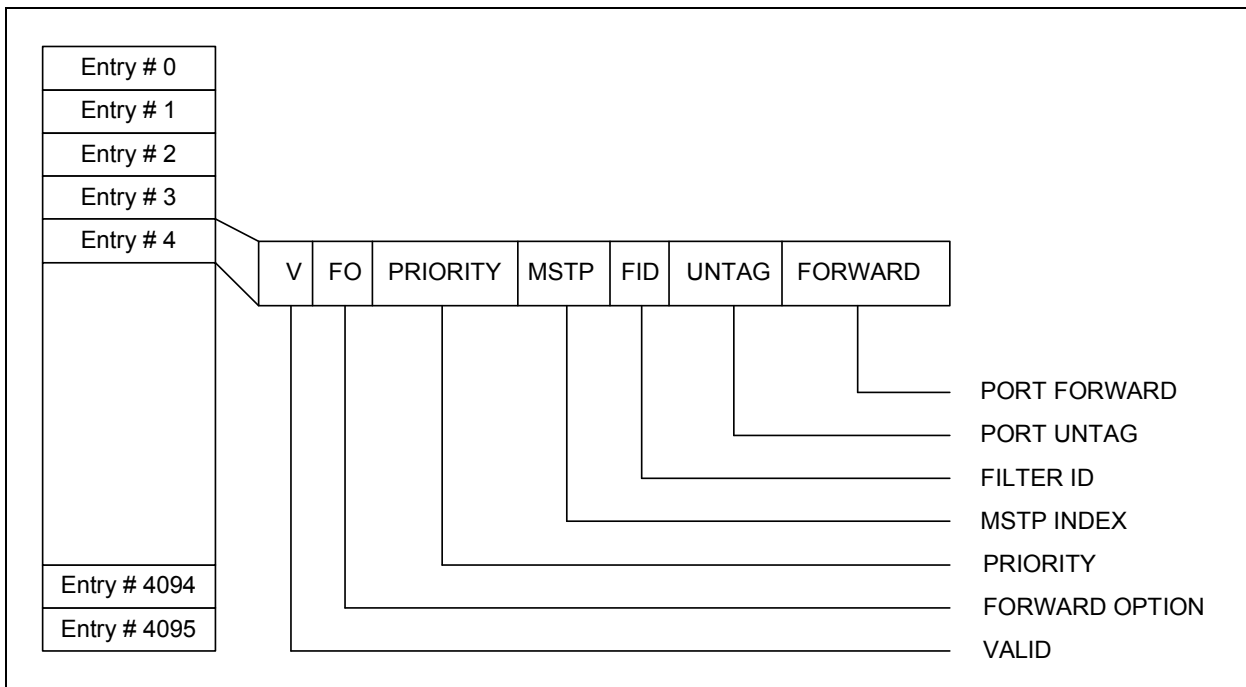 Entry # 0
Entry # 1
Entry # 2
Entry # 3
Entry # 4
V FO PRIORITY MSTP FID UNTAG FORWARD
PORT FORWARD
PORT UNTAG
FILTER ID
MSTP INDEX
PRIORITY
FORWARD OPTION
VALID
Entry # 4094
Entry # 4095